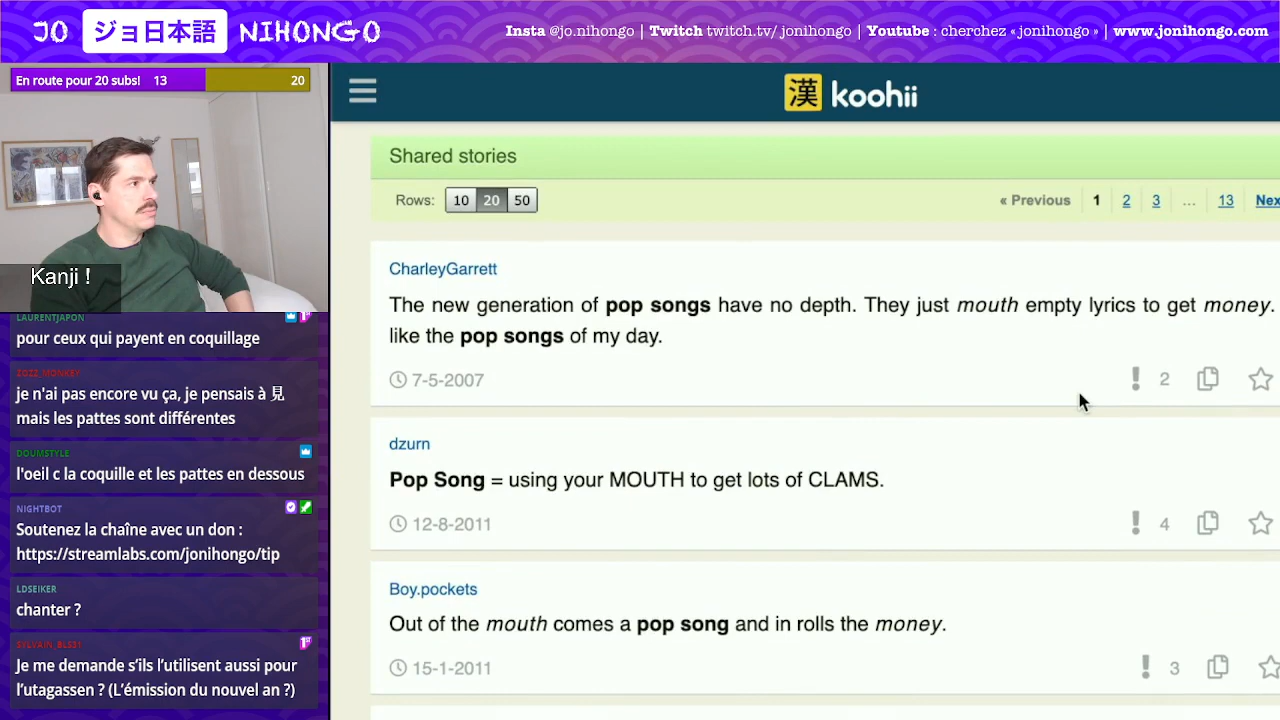 JO ジョ日本語 NIHONGO
Insta @jo.nihongo | Twitch twitch.tv/ jonihongo | Youtube : cherchez « jonihongo » | www.jonihongo.com
En route pour 20 subs! 13 20
Kanji !
LAURENTJAPON
pour ceux qui payent en coquillage
ZOZZ_MONKEY
je n'ai pas encore vu ça, je pensais à 見
mais les pattes sont différentes
DOUMSTYLE
l'oeil c la coquille et les pattes en dessous
NIGHTBOT
Soutenez la chaîne avec un don :
https://streamlabs.com/jonihongo/tip
LDSEIKER
chanter ?
Je me demande s'ils l'utilisent aussi pour
l'utagassen ? (L'émission du nouvel an ?)
漢 koohii
Shared stories
Rows: 10 20 50
« Previous 1 2 3 ... 13 Nex
CharleyGarrett
The new generation of pop songs have no depth. They just mouth empty lyrics to get money.
like the pop songs of my day.
7-5-2007 2
dzurn
Pop Song = using your MOUTH to get lots of CLAMS.
12-8-2011 4
Boy.pockets
Out of the mouth comes a pop song and in rolls the money.
15-1-2011 3